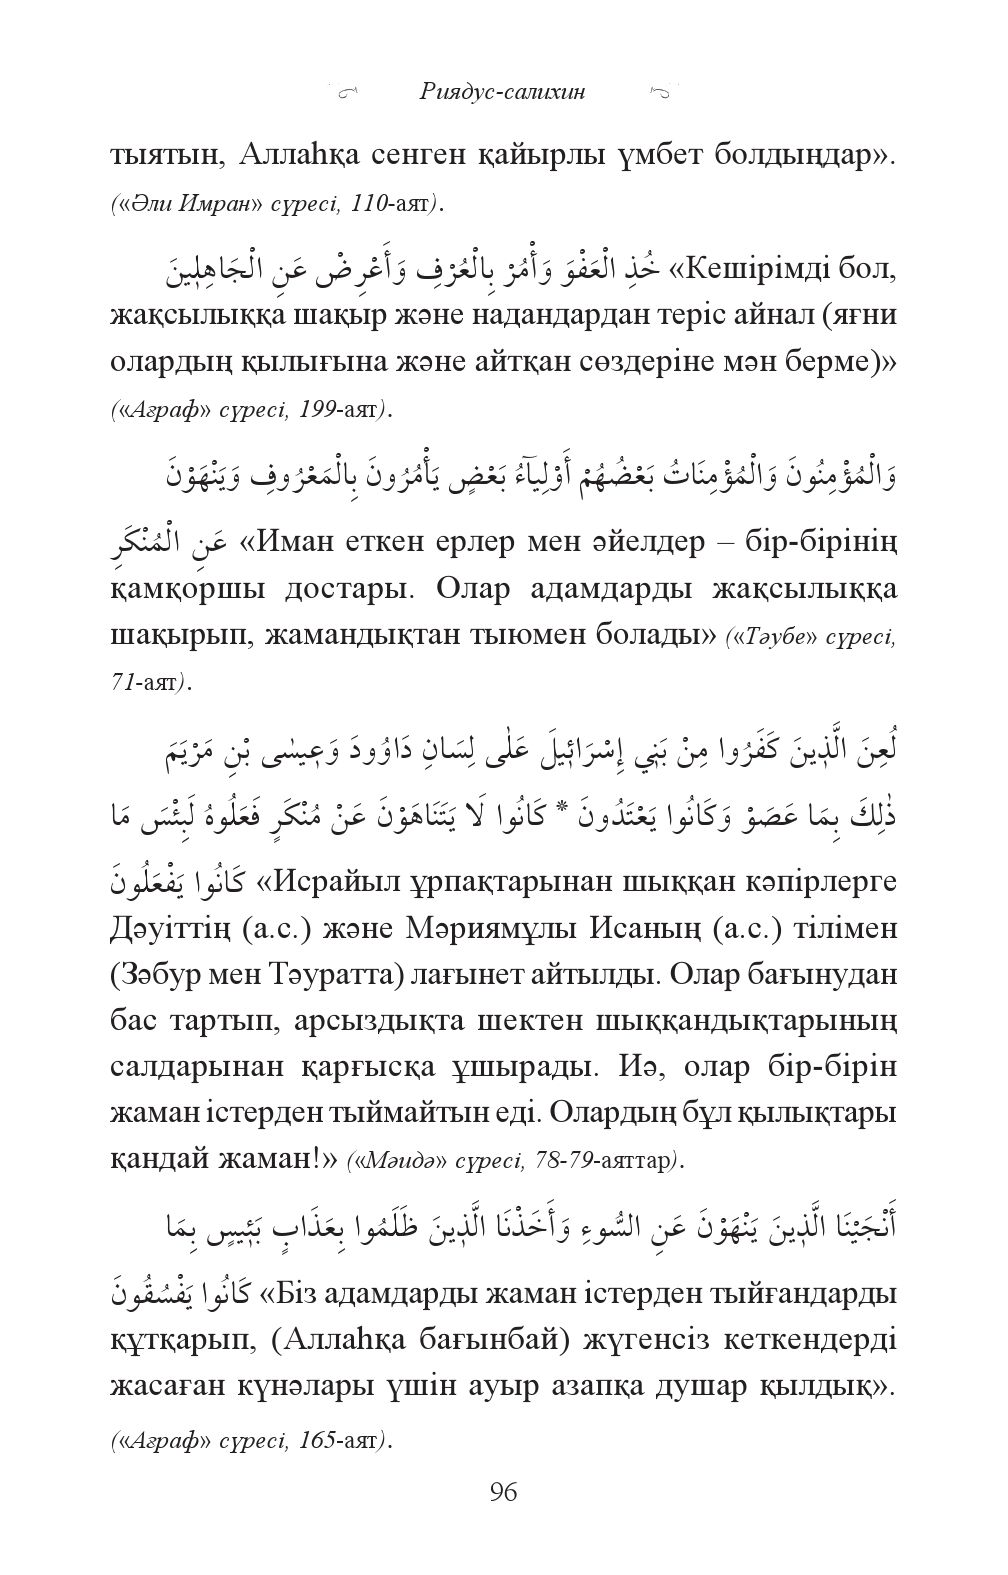 Риядус-салихин
тыятын, Аллаһқа сенген қайырлы үмбет болдыңдар».
(«Әли Имран» сүресі, 110-аят).
خُذِ الْعَفْوَ وَأْمُرْ بِالْعُرْفِ وَأَعْرِضْ عَنِ الْجَاهِلِينَ «Кешірімді бол,
жақсылыққа шақыр және надандардан теріс айнал (яғни
олардың қылығына және айтқан сөздеріне мән берме)»
(«Ағраф» сүресі, 199-аят).
وَالْمُؤْمِنُونَ وَالْمُؤْمِنَاتُ بَعْضُهُمْ أَوْلِيَآءُ بَعْضٍ يَأْمُرُونَ بِالْمَعْرُوفِ وَيَنْهَوْنَ
عَنِ الْمُنْكَرِ «Иман еткен ерлер мен әйелдер – бір-бірінің
қамқоршы достары. Олар адамдарды жақсылыққа
шақырып, жамандықтан тыюмен болады» («Тәубе» сүресі,
71-аят).
لُعِنَ الَّذِينَ كَفَرُوا مِنْ بَنِي إِسْرَائِيلَ عَلٰى لِسَانِ دَاوُودَ وَعِيسٰى بْنِ مَرْيَمَ
ذٰلِكَ بِمَا عَصَوْ وَكَانُوا يَعْتَدُونَ * كَانُوا لَا يَتَنَاهَوْنَ عَنْ مُنْكَرٍ فَعَلُوهُ لَبِئْسَ مَا
كَانُوا يَفْعَلُونَ «Исрайыл ұрпақтарынан шыққан кәпірлерге
Дәуіттің (а.с.) және Мәриямұлы Исаның (а.с.) тілімен
(Зәбур мен Тәуратта) лағынет айтылды. Олар бағынудан
бас тартып, арсыздықта шектен шыққандықтарының
салдарынан қарғысқа ұшырады. Иә, олар бір-бірін
жаман істерден тыймайтын еді. Олардың бұл қылықтары
қандай жаман!» («Мәидә» сүресі, 78-79-аяттар).
أَنْجَيْنَا الَّذِينَ يَنْهَوْنَ عَنِ السُّوءِ وَأَخَذْنَا الَّذِينَ ظَلَمُوا بِعَذَابٍ بَئِيسٍ بِمَا
كَانُوا يَفْسُقُونَ «Біз адамдарды жаман істерден тыйғандарды
құтқарып, (Аллаһқа бағынбай) жүгенсіз кеткендерді
жасаған күнәлары үшін ауыр азапқа душар қылдық».
(«Ағраф» сүресі, 165-аят).
96